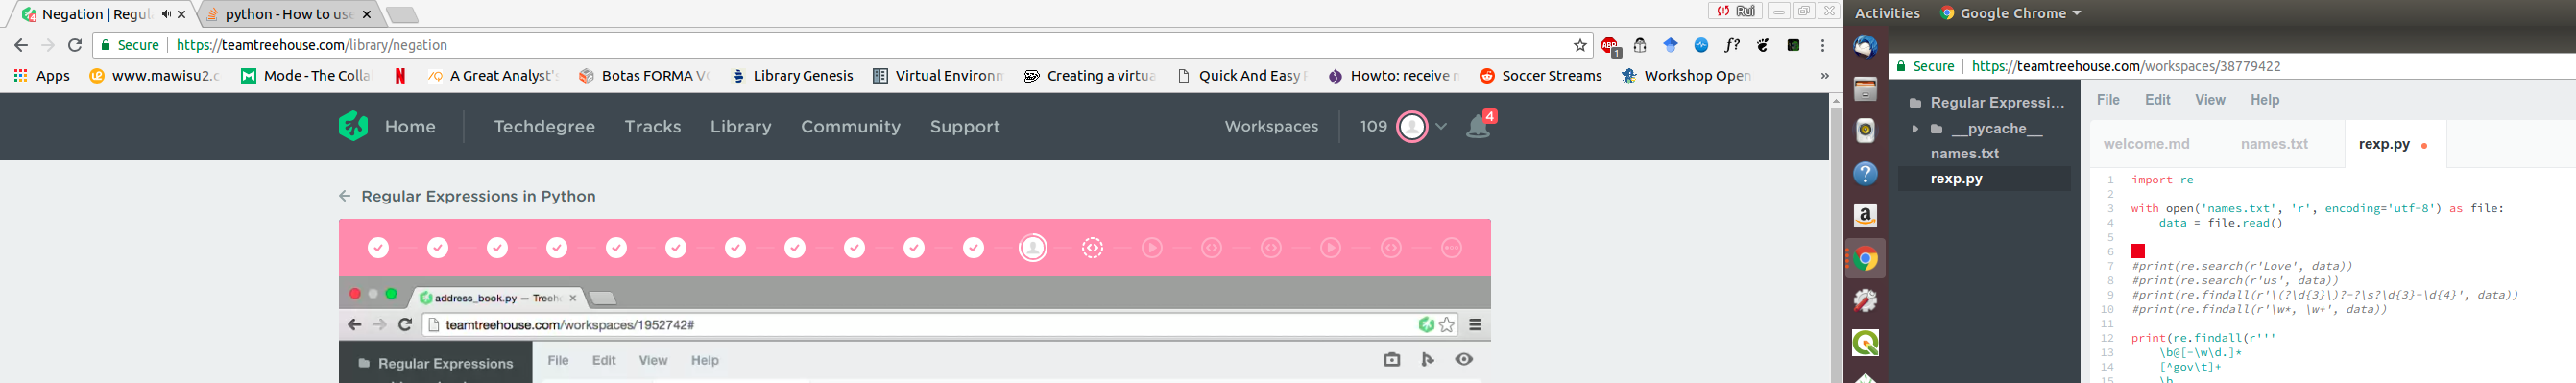 Negation | Regul
python - How to use
Rui
Secure
https://teamtreehouse.com/library/negation
1
Apps
www.mawisu2.c
Mode - The Colla
A Great Analyst's
Botas FORMA
Library Genesis
Virtual Environm
Creating a virtua
Quick And Easy
Howto: receive
Soccer Streams
Workshop Open
»
Home
Techdegree
Tracks
Library
Community
Support
Workspaces
109
4
Regular Expressions in Python
address_book.py — Treeh
teamtreehouse.com/workspaces/1952742#
Regular Expressions
File
Edit
View
Help
Activities
Google Chrome
Secure
https://teamtreehouse.com/workspaces/38779422
Regular Expressi...
__pycache__
names.txt
rexp.py
File
Edit
View
Help
welcome.md
names.txt
rexp.py
1 import re
2
3 with open('names.txt', 'r', encoding='utf-8') as file:
4     data = file.read()
5
6
7 #print(re.search(r'Love', data))
8 #print(re.search(r'us', data))
9 #print(re.findall(r'\(?\d{3}\)?-?\s?\d{3}-\d{4}', data))
10 #print(re.findall(r'\w*, \w+', data))
11
12 print(re.findall(r'''
13     \b@[-\w\d.]*
14     [^gov\t]+
15     \b